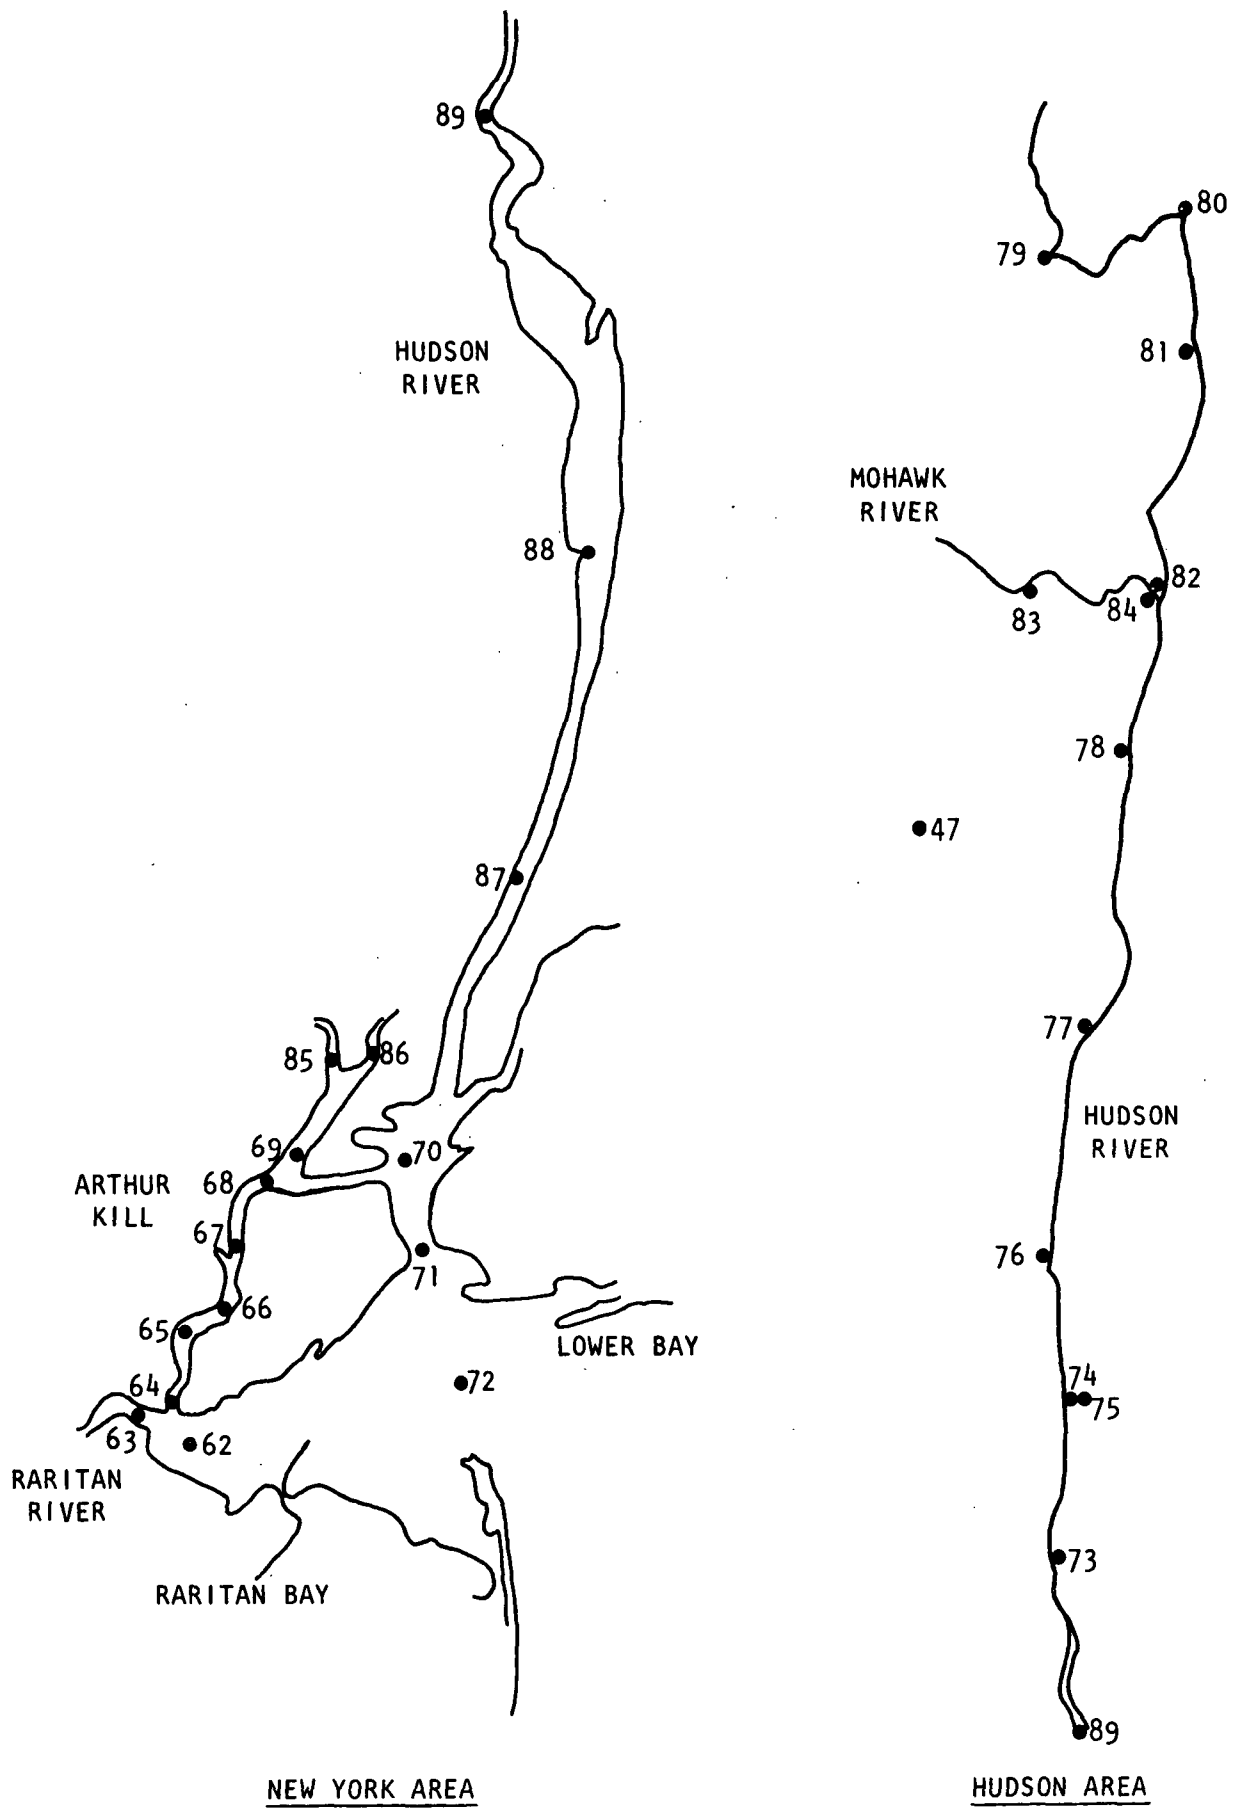 89
HUDSON
RIVER
88
87
85
86
69
70
68
ARTHUR
KILL
67
71
66
65
LOWER BAY
64
72
63
62
RARITAN
RIVER
RARITAN BAY
NEW YORK AREA
80
79
81
MOHAWK
RIVER
82
83
84
78
47
77
HUDSON
RIVER
76
74
75
73
89
HUDSON AREA